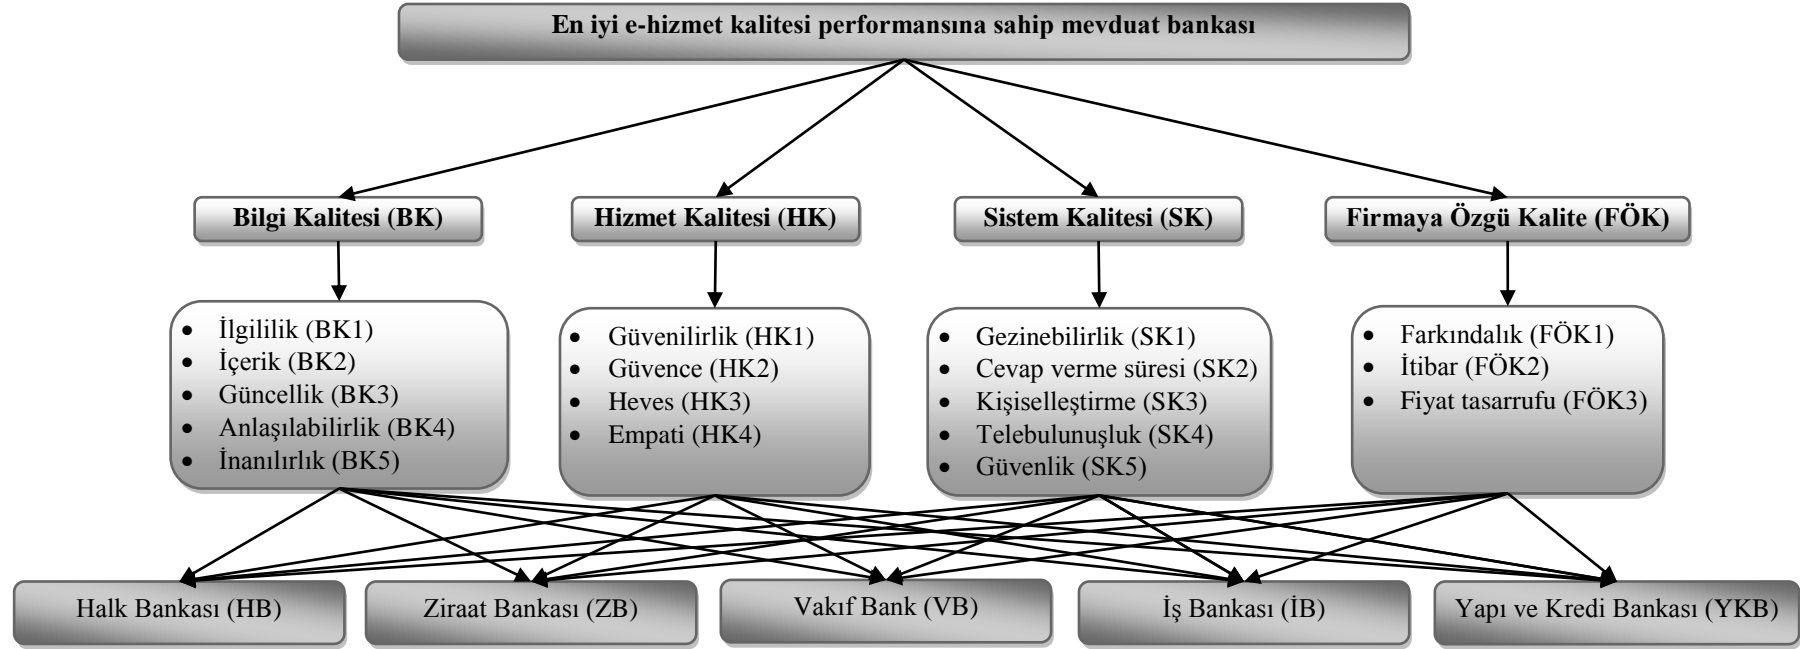 En iyi e-hizmet kalitesi performansına sahip mevduat bankası
Bilgi Kalitesi (BK)
Hizmet Kalitesi (HK)
Sistem Kalitesi (SK)
Firmaya Özgü Kalite (FÖK)
• İlgililik (BK1)
• İçerik (BK2)
• Güncellik (BK3)
• Anlaşılabilirlik (BK4)
• İnanılırlık (BK5)
• Güvenilirlik (HK1)
• Güvence (HK2)
• Heves (HK3)
• Empati (HK4)
• Gezinebilirlik (SK1)
• Cevap verme süresi (SK2)
• Kişiselleştirme (SK3)
• Telebulunuşluk (SK4)
• Güvenlik (SK5)
• Farkındalık (FÖK1)
• İtibar (FÖK2)
• Fiyat tasarrufu (FÖK3)
Halk Bankası (HB)
Ziraat Bankası (ZB)
Vakıf Bank (VB)
İş Bankası (İB)
Yapı ve Kredi Bankası (YKB)